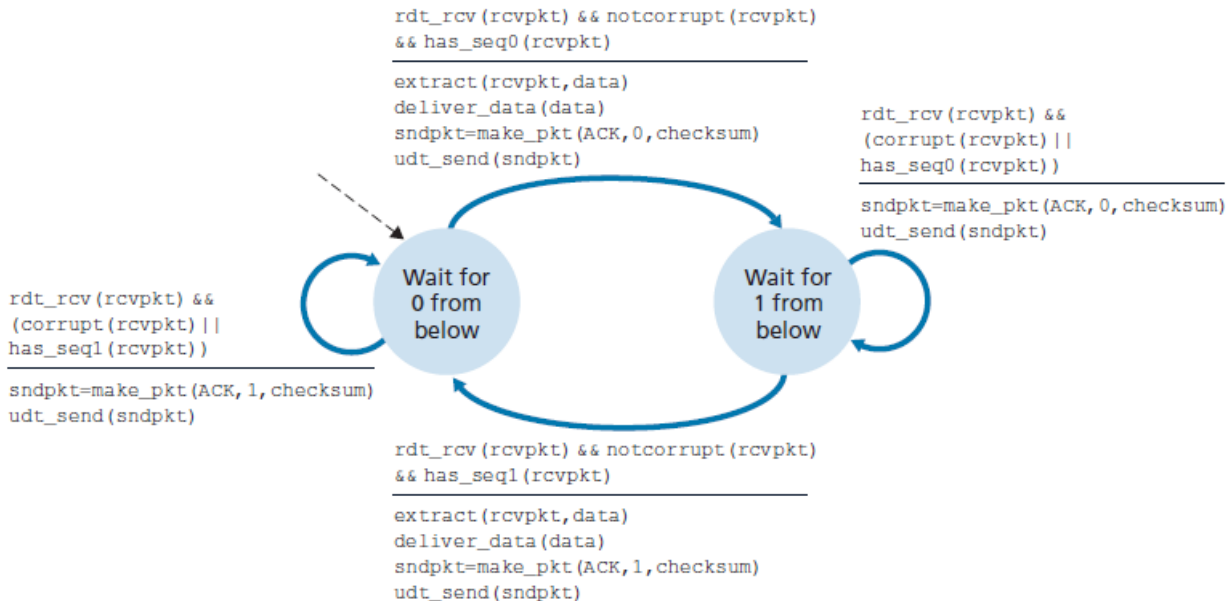 rdt_rcv(rcvpkt) && notcorrupt(rcvpkt)
&& has_seq0(rcvpkt)
extract(rcvpkt,data)
deliver_data(data)
sndpkt=make_pkt(ACK,0,checksum)
udt_send(sndpkt)
rdt_rcv(rcvpkt) &&
(corrupt(rcvpkt)||
has_seq0(rcvpkt))
sndpkt=make_pkt(ACK,0,checksum)
udt_send(sndpkt)
Wait for
0 from
below
Wait for
1 from
below
rdt_rcv(rcvpkt) &&
(corrupt(rcvpkt)||
has_seq1(rcvpkt))
sndpkt=make_pkt(ACK,1,checksum)
udt_send(sndpkt)
rdt_rcv(rcvpkt) && notcorrupt(rcvpkt)
&& has_seq1(rcvpkt)
extract(rcvpkt,data)
deliver_data(data)
sndpkt=make_pkt(ACK,1,checksum)
udt_send(sndpkt)